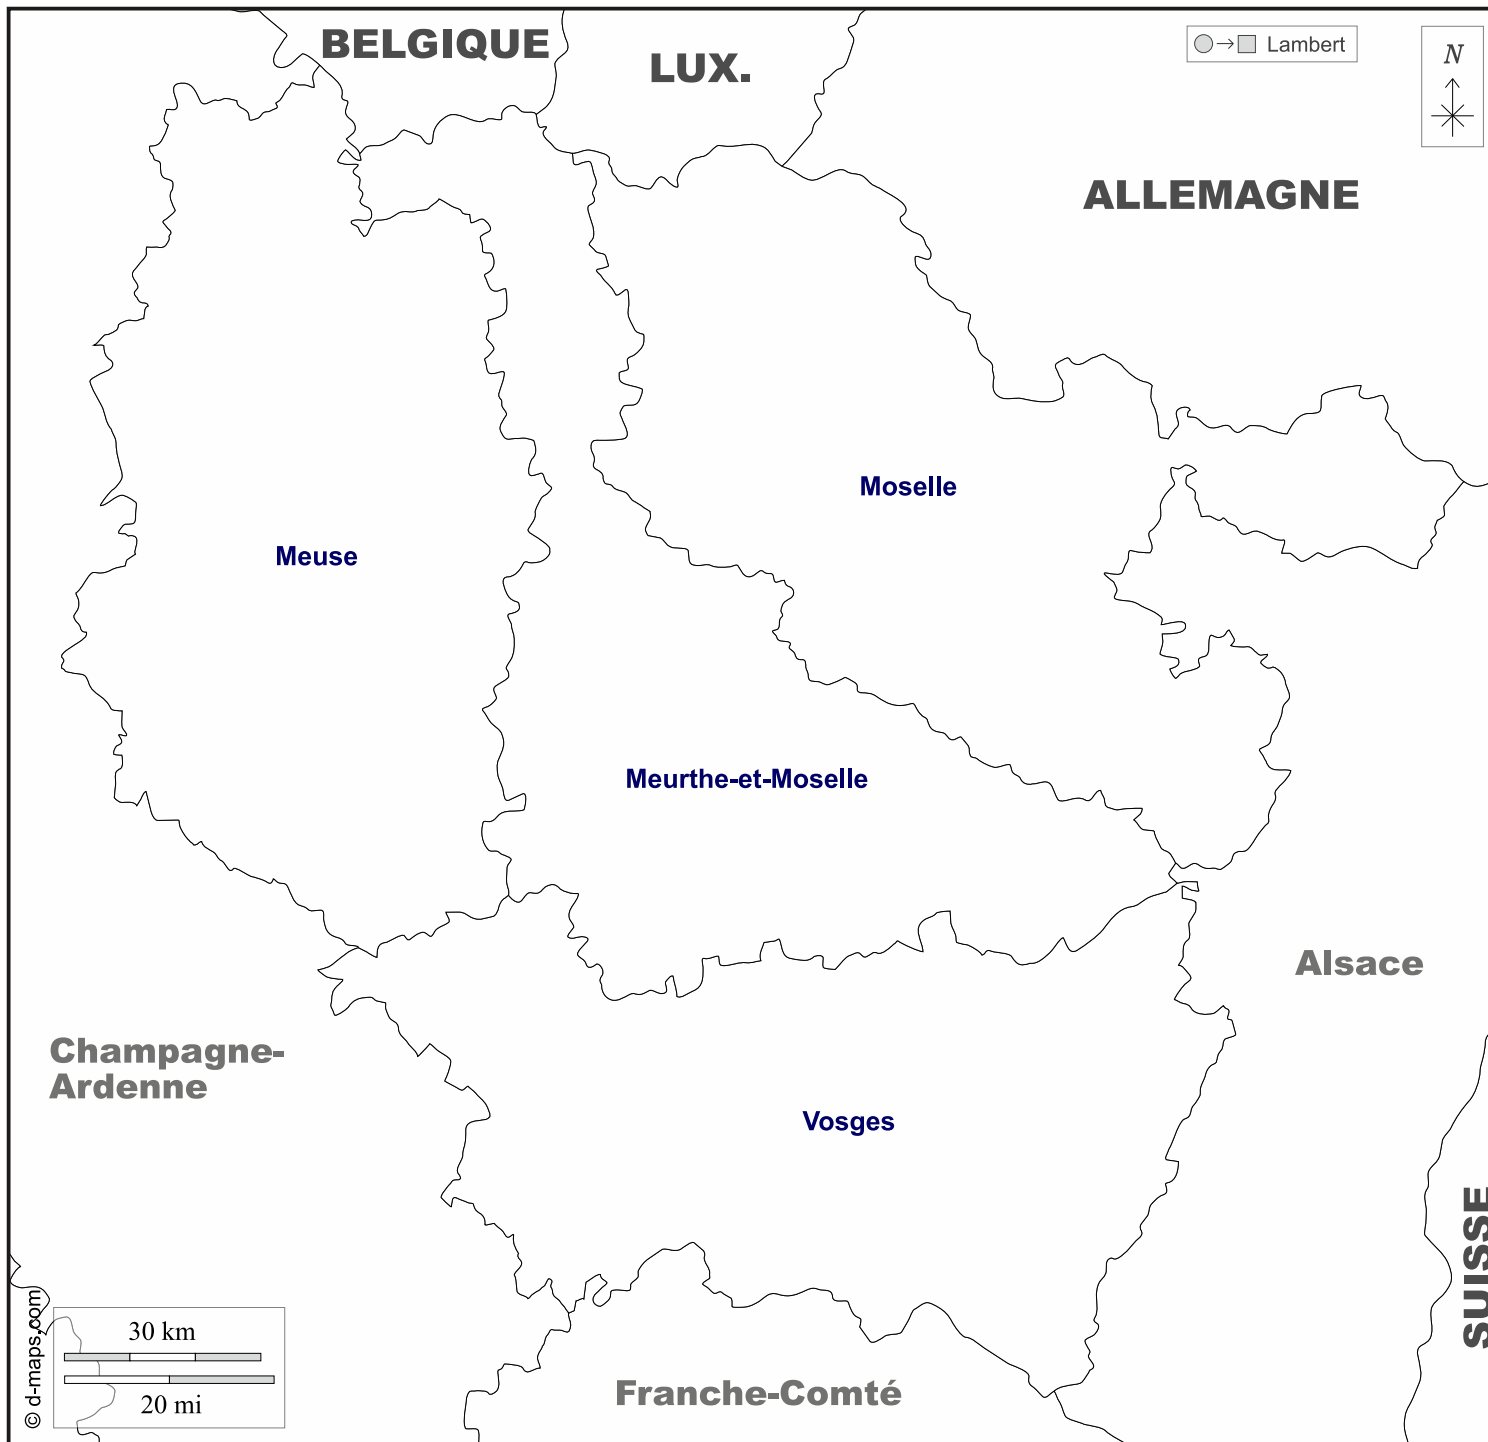 BELGIQUE
LUX.
Lambert
N
ALLEMAGNE
Moselle
Meuse
Meurthe-et-Moselle
Alsace
Champagne-
Ardenne
Vosges
SUISSE
© d-maps.com
30 km
20 mi
Franche-Comté